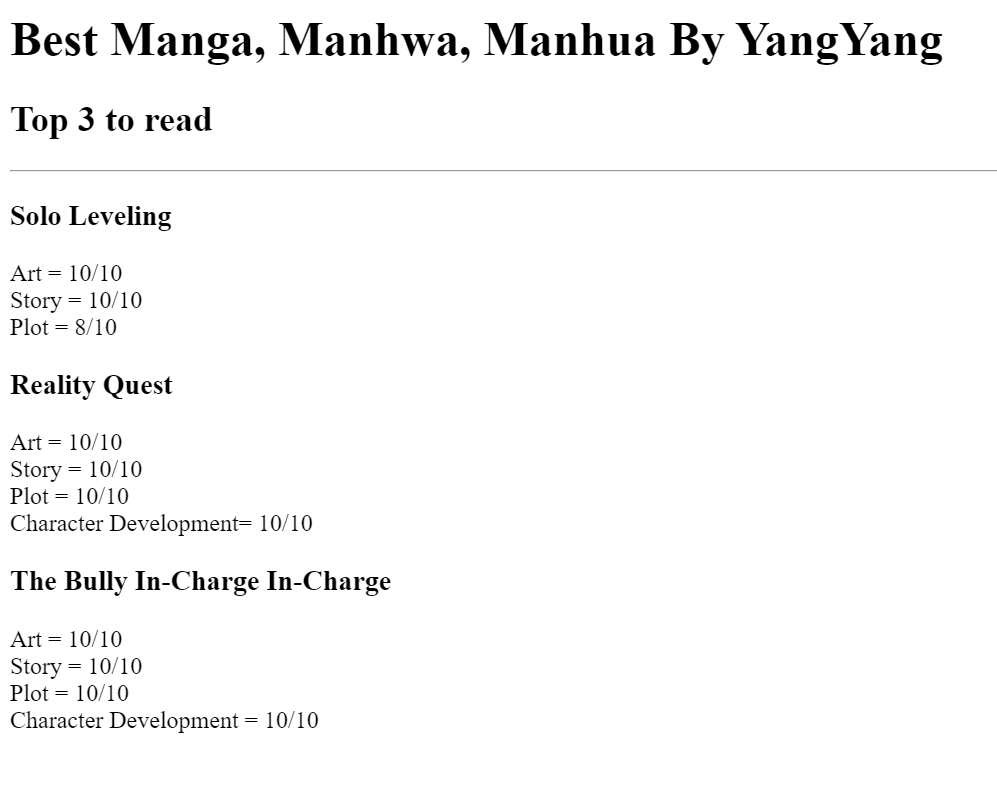 Best Manga, Manhwa, Manhua By YangYang
Top 3 to read
Solo Leveling
Art = 10/10
Story = 10/10
Plot = 8/10
Reality Quest
Art = 10/10
Story = 10/10
Plot = 10/10
Character Development= 10/10
The Bully In-Charge In-Charge
Art = 10/10
Story = 10/10
Plot = 10/10
Character Development = 10/10